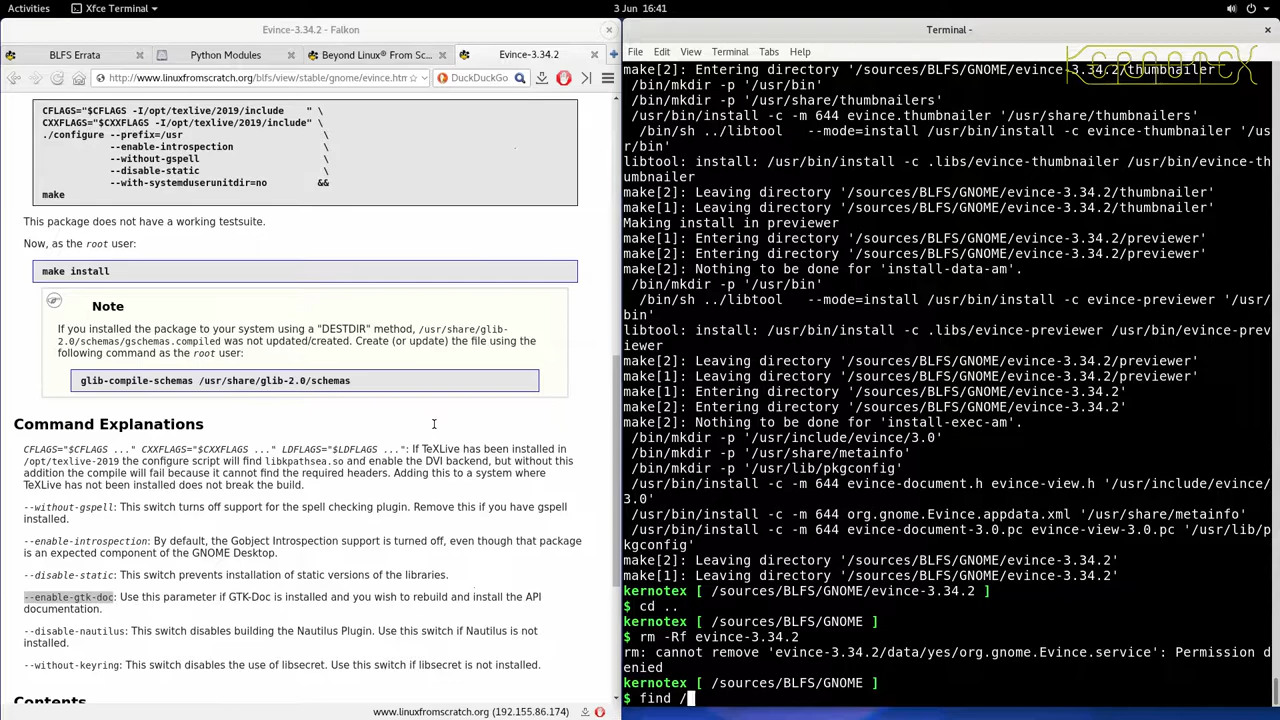 Activities
Xfce Terminal
3 Jun 16:41
Evince-3.34.2 - Falkon
BLFS Errata
Python Modules
Beyond Linux® From Sc...
Evince-3.34.2
http://www.linuxfromscratch.org/blfs/view/stable/gnome/evince.htm
DuckDuckGo
CFLAGS="$CFLAGS -I/opt/texlive/2019/include " \
CXXFLAGS="$CXXFLAGS -I/opt/texlive/2019/include" \
./configure --prefix=/usr \
--enable-introspection \
--without-gspell \
--disable-static \
--with-systemduserunitdir=no &&
make
This package does not have a working testsuite.
Now, as the root user:
make install
Note
If you installed the package to your system using a "DESTDIR" method, /usr/share/glib-
2.0/schemas/gschemas.compiled was not updated/created. Create (or update) the file using the
following command as the root user:
glib-compile-schemas /usr/share/glib-2.0/schemas
Command Explanations
CFLAGS="$CFLAGS ..." CXXFLAGS="$CXXFLAGS ..." LDFLAGS="$LDFLAGS ...": If TeXLive has been installed in
/opt/texlive-2019 the configure script will find libkpathsea.so and enable the DVI backend, but without this
addition the compile will fail because it cannot find the required headers. Adding this to a system where
TeXLive has not been installed does not break the build.
--without-gspell: This switch turns off support for the spell checking plugin. Remove this if you have gspell
installed.
--enable-introspection: By default, the Gobject Introspection support is turned off, even though that package
is an expected component of the GNOME Desktop.
--disable-static: This switch prevents installation of static versions of the libraries.
--enable-gtk-doc: Use this parameter if GTK-Doc is installed and you wish to rebuild and install the API
documentation.
--disable-nautilus: This switch disables building the Nautilus Plugin. Use this switch if Nautilus is not
installed.
--without-keyring: This switch disables the use of libsecret. Use this switch if libsecret is not installed.
Contents
www.linuxfromscratch.org (192.155.86.174)
Terminal -
File Edit View Terminal Tabs Help
KERNOTEX
make[2]: Entering directory '/sources/BLFS/GNOME/evince-3.34.2/thumbnailer'
/bin/mkdir -p '/usr/bin'
/bin/mkdir -p '/usr/share/thumbnailers'
/usr/bin/install -c -m 644 evince.thumbnailer '/usr/share/thumbnailers'
/bin/sh ../libtool --mode=install /usr/bin/install -c evince-thumbnailer '/us
r/bin'
libtool: install: /usr/bin/install -c .libs/evince-thumbnailer /usr/bin/evince-th
umbnailer
make[2]: Leaving directory '/sources/BLFS/GNOME/evince-3.34.2/thumbnailer'
make[1]: Leaving directory '/sources/BLFS/GNOME/evince-3.34.2/thumbnailer'
Making install in previewer
make[1]: Entering directory '/sources/BLFS/GNOME/evince-3.34.2/previewer'
make[2]: Entering directory '/sources/BLFS/GNOME/evince-3.34.2/previewer'
make[2]: Nothing to be done for 'install-data-am'.
/bin/mkdir -p '/usr/bin'
/bin/sh ../libtool --mode=install /usr/bin/install -c evince-previewer '/usr/
bin'
libtool: install: /usr/bin/install -c .libs/evince-previewer /usr/bin/evince-prev
iewer
make[2]: Leaving directory '/sources/BLFS/GNOME/evince-3.34.2/previewer'
make[1]: Leaving directory '/sources/BLFS/GNOME/evince-3.34.2/previewer'
make[1]: Entering directory '/sources/BLFS/GNOME/evince-3.34.2'
make[2]: Entering directory '/sources/BLFS/GNOME/evince-3.34.2'
make[2]: Nothing to be done for 'install-exec-am'.
/bin/mkdir -p '/usr/include/evince/3.0'
/bin/mkdir -p '/usr/share/metainfo'
/bin/mkdir -p '/usr/lib/pkgconfig'
/usr/bin/install -c -m 644 evince-document.h evince-view.h '/usr/include/evince/
3.0'
/usr/bin/install -c -m 644 org.gnome.Evince.appdata.xml '/usr/share/metainfo'
/usr/bin/install -c -m 644 evince-document-3.0.pc evince-view-3.0.pc '/usr/lib/p
kgconfig'
make[2]: Leaving directory '/sources/BLFS/GNOME/evince-3.34.2'
make[1]: Leaving directory '/sources/BLFS/GNOME/evince-3.34.2'
kernotex [ /sources/BLFS/GNOME/evince-3.34.2 ]
$ cd ..
kernotex [ /sources/BLFS/GNOME ]
$ rm -Rf evince-3.34.2
rm: cannot remove 'evince-3.34.2/data/yes/org.gnome.Evince.service': Permission d
enied
kernotex [ /sources/BLFS/GNOME ]
$ find /